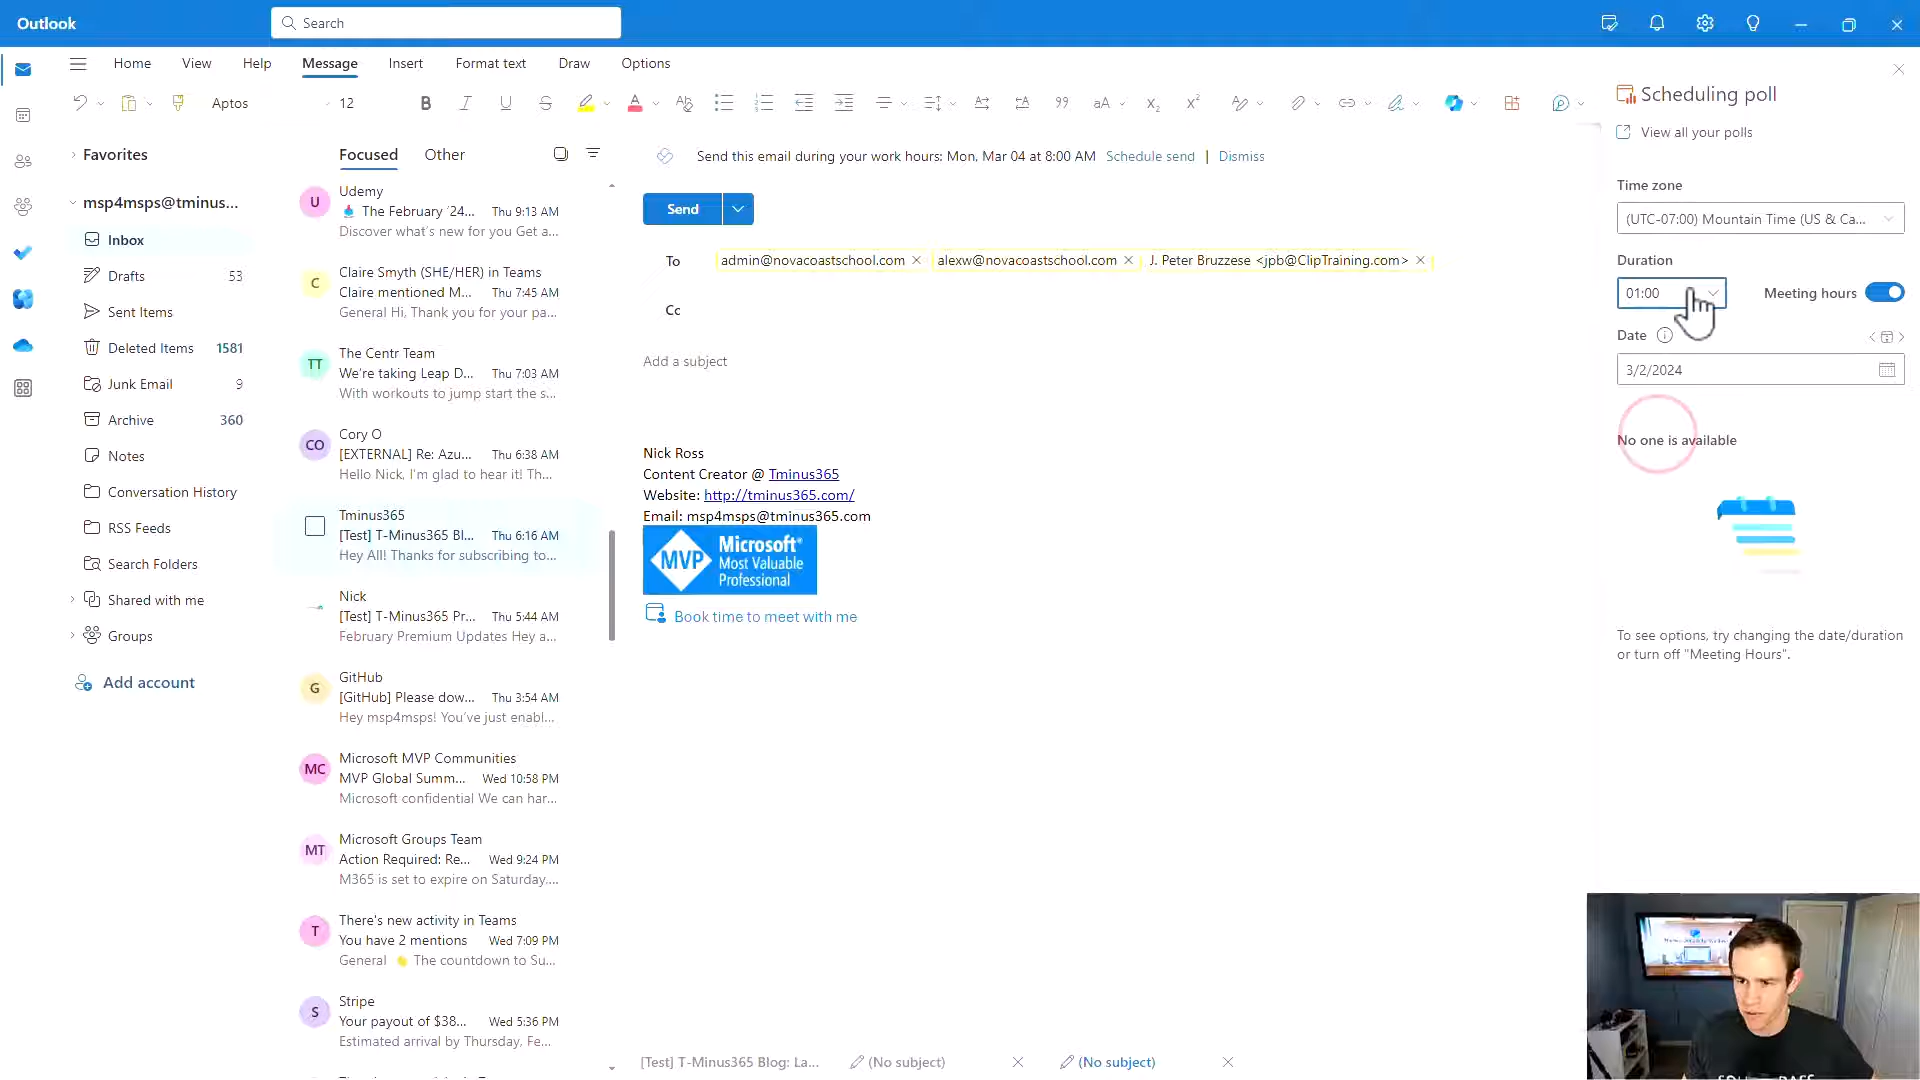 Outlook
Search
Home View Help Message Insert Format text Draw Options
Aptos 12
Favorites
msp4msps@tminus...
Inbox
Drafts 53
Sent Items
Deleted Items 1581
Junk Email 9
Archive 360
Notes
Conversation History
RSS Feeds
Search Folders
Shared with me
Groups
Add account
Focused Other
Udemy
The February '24... Thu 9:13 AM
Discover what's new for you Get a...
Claire Smyth (SHE/HER) in Teams
Claire mentioned M... Thu 7:45 AM
General Hi, Thank you for your pa...
The Centr Team
We're taking Leap D... Thu 7:03 AM
With workouts to jump start the s...
Cory O
[EXTERNAL] Re: Azu... Thu 6:38 AM
Hello Nick, I'm glad to hear it! Th...
Tminus365
[Test] T-Minus365 Bl... Thu 6:16 AM
Hey All! Thanks for subscribing to...
Nick
[Test] T-Minus365 Pr... Thu 5:44 AM
February Premium Updates Hey a...
GitHub
[GitHub] Please dow... Thu 3:54 AM
Hey msp4msps! You've just enabl...
Microsoft MVP Communities
MVP Global Summ... Wed 10:58 PM
Microsoft confidential We can har...
Microsoft Groups Team
Action Required: Re... Wed 9:24 PM
M365 is set to expire on Saturday....
There's new activity in Teams
You have 2 mentions Wed 7:09 PM
General The countdown to Su...
Stripe
Your payout of $38... Wed 5:36 PM
Estimated arrival by Thursday, Fe...
Send this email during your work hours: Mon, Mar 04 at 8:00 AM Schedule send | Dismiss
Send
To admin@novacoastschool.com alexw@novacoastschool.com J. Peter Bruzzese <jpb@ClipTraining.com>
Cc
Add a subject
Nick Ross
Content Creator @ Tminus365
Website: http://tminus365.com/
Email: msp4msps@tminus365.com
MVP Microsoft®
Most Valuable
Professional
Book time to meet with me
[Test] T-Minus365 Blog: La... (No subject) (No subject)
Scheduling poll
View all your polls
Time zone
(UTC-07:00) Mountain Time (US & Ca...
Duration
01:00 Meeting hours
Date
3/2/2024
No one is available
To see options, try changing the date/duration
or turn off "Meeting Hours".